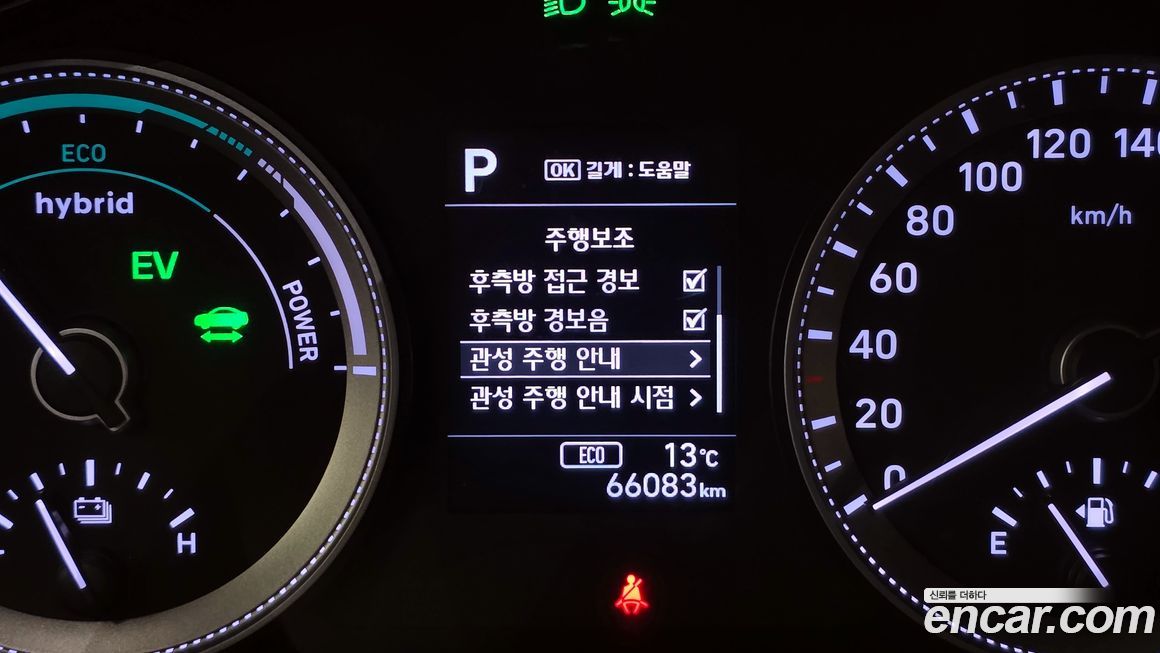 ECO
hybrid
EV
POWER
H
P
OK 길게 : 도움말
주행보조
후측방 접근 경보
후측방 경보음
관성 주행 안내
관성 주행 안내 시점
ECO 13℃
66083km
0
20
40
60
80
100
120
140
km/h
E
신뢰를 더하다
encar.com